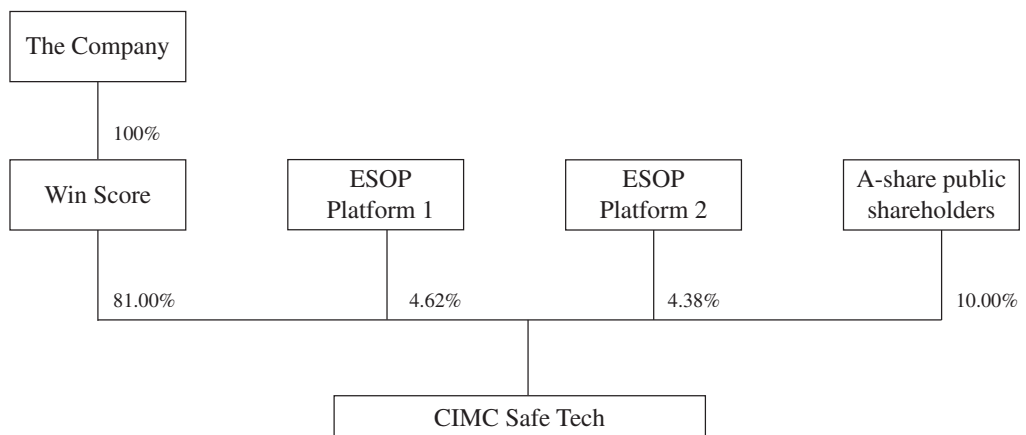 The Company
100%
Win Score
ESOP
Platform 1
ESOP
Platform 2
A-share public
shareholders
81.00%
4.62%
4.38%
10.00%
CIMC Safe Tech